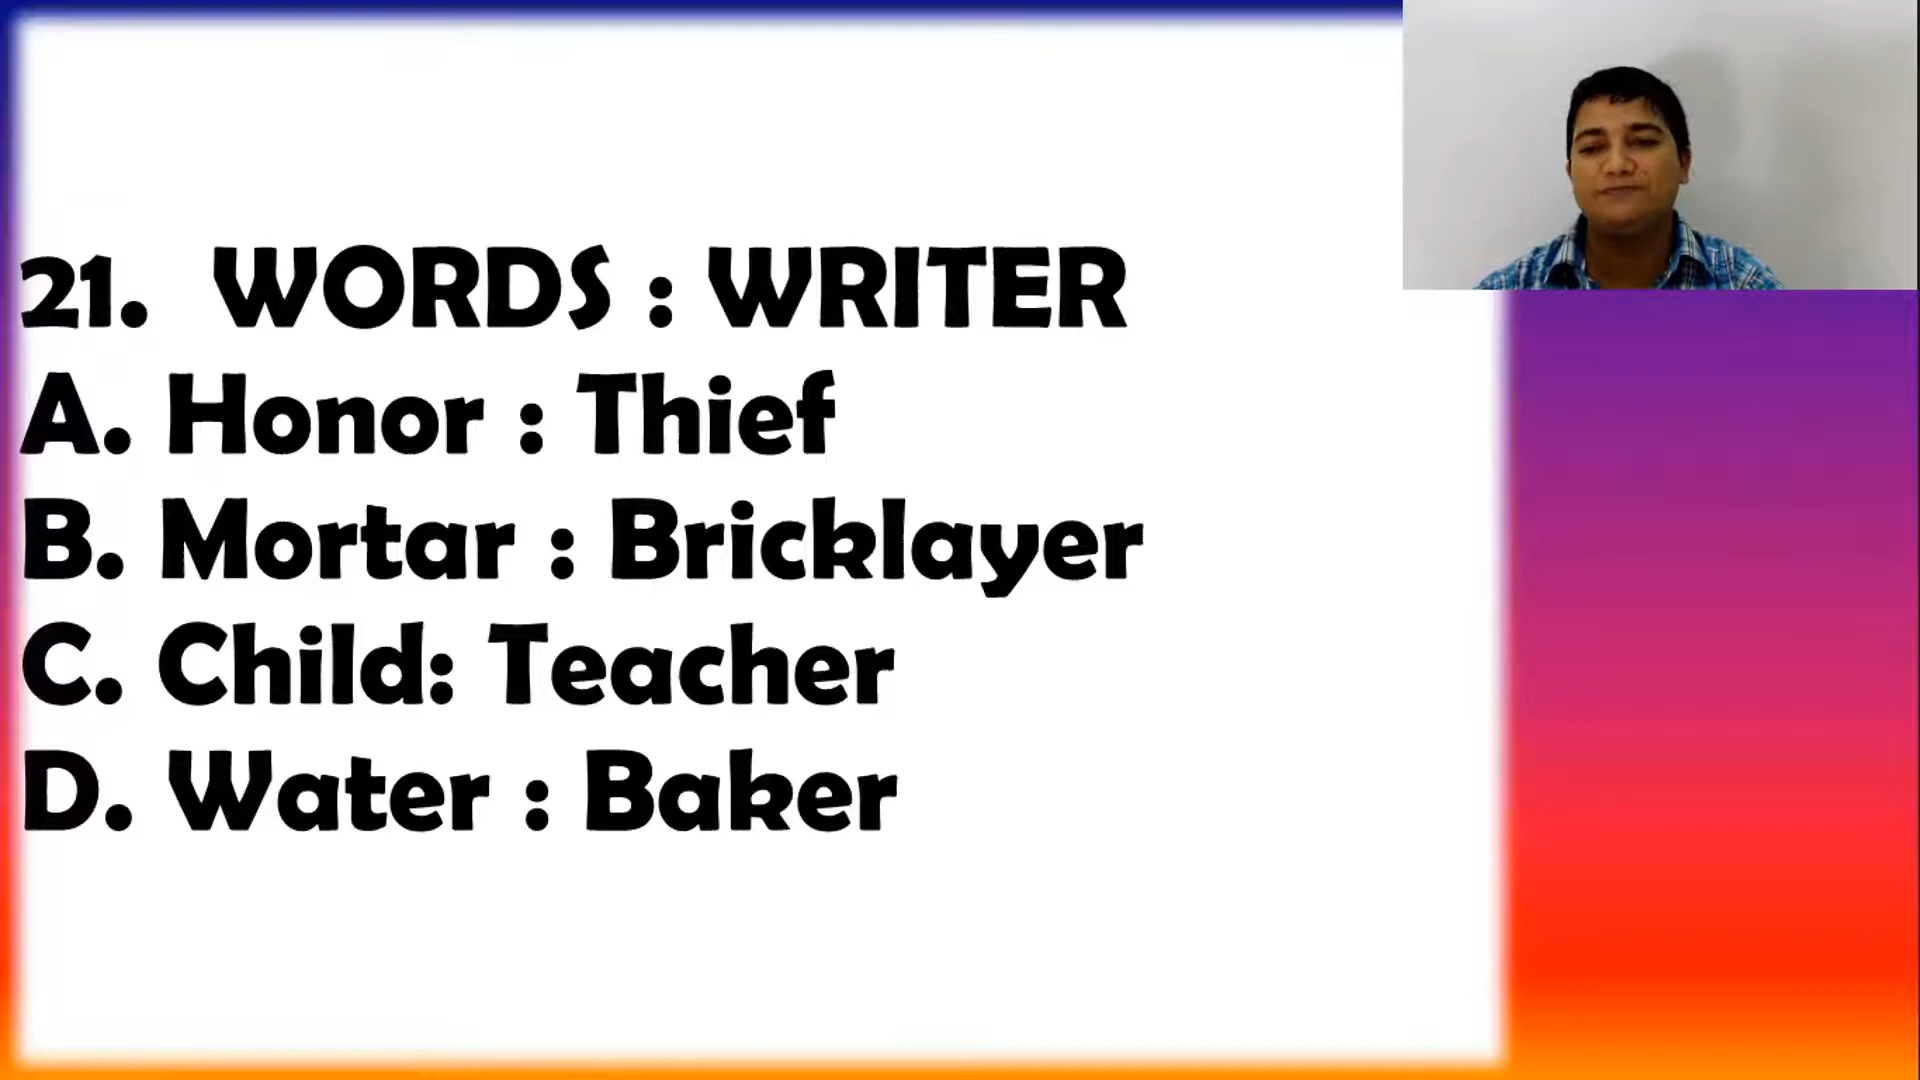 21. WORDS : WRITER
A. Honor : Thief
B. Mortar : Bricklayer
C. Child: Teacher
D. Water : Baker